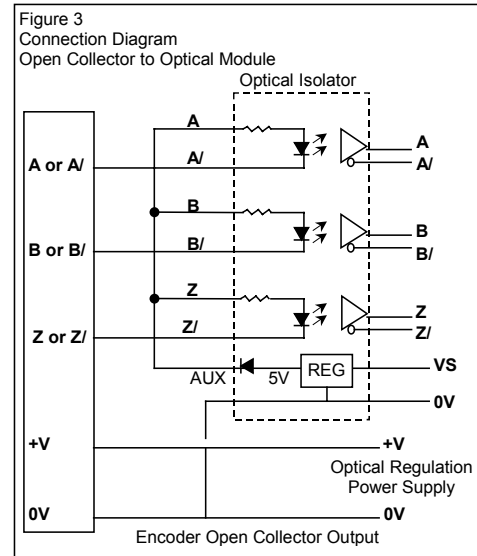 Figure 3
Connection Diagram
Open Collector to Optical Module
Optical Isolator
A
A
A or A/
A/
A/
B
B
B or B/
B/
B/
Z
Z
Z or Z/
Z/
Z/
AUX
5V
REG
VS
0V
+V
+V
Optical Regulation
Power Supply
0V
0V
Encoder Open Collector Output